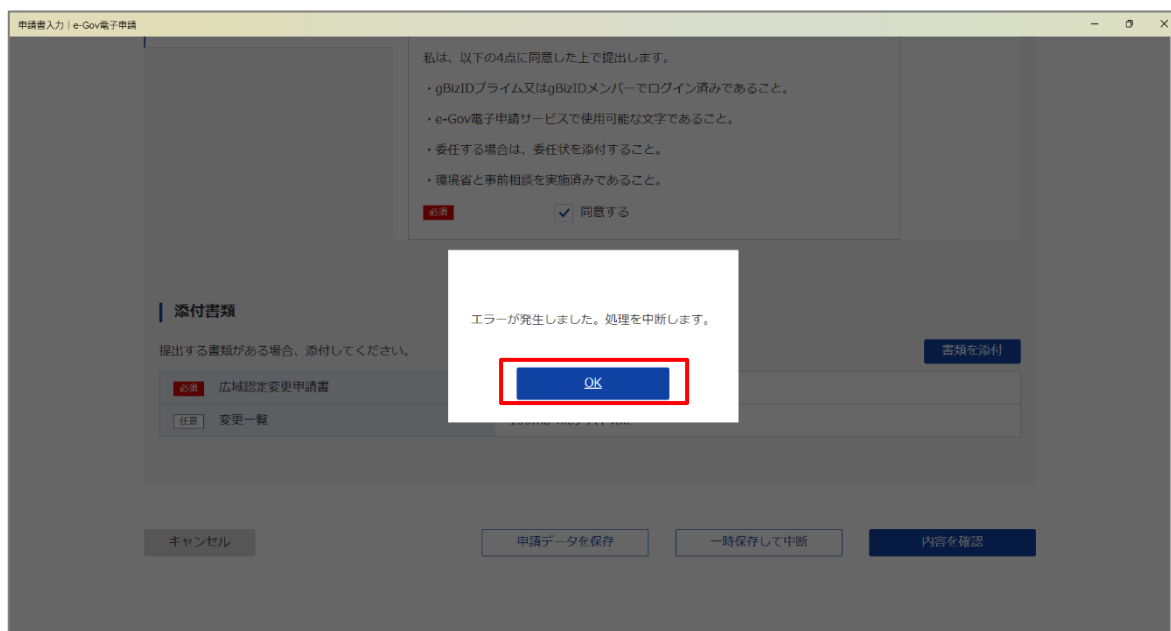 申請書入力｜e-Gov電子申請
私は、以下の4点に同意した上で提出します。
・gBizIDプライム又はgBizIDメンバーでログイン済みであること。
・e-Gov電子申請サービスで使用可能な文字であること。
・委任する場合は、委任状を添付すること。
・環境省と事前相談を実施済みであること。
必須 同意する
添付書類
エラーが発生しました。処理を中断します。
提出する書類がある場合、添付してください。
書類を添付
OK
必須 広域認定変更申請書
任意 変更一覧
キャンセル 申請データを保存 一時保存して中断 内容を確認